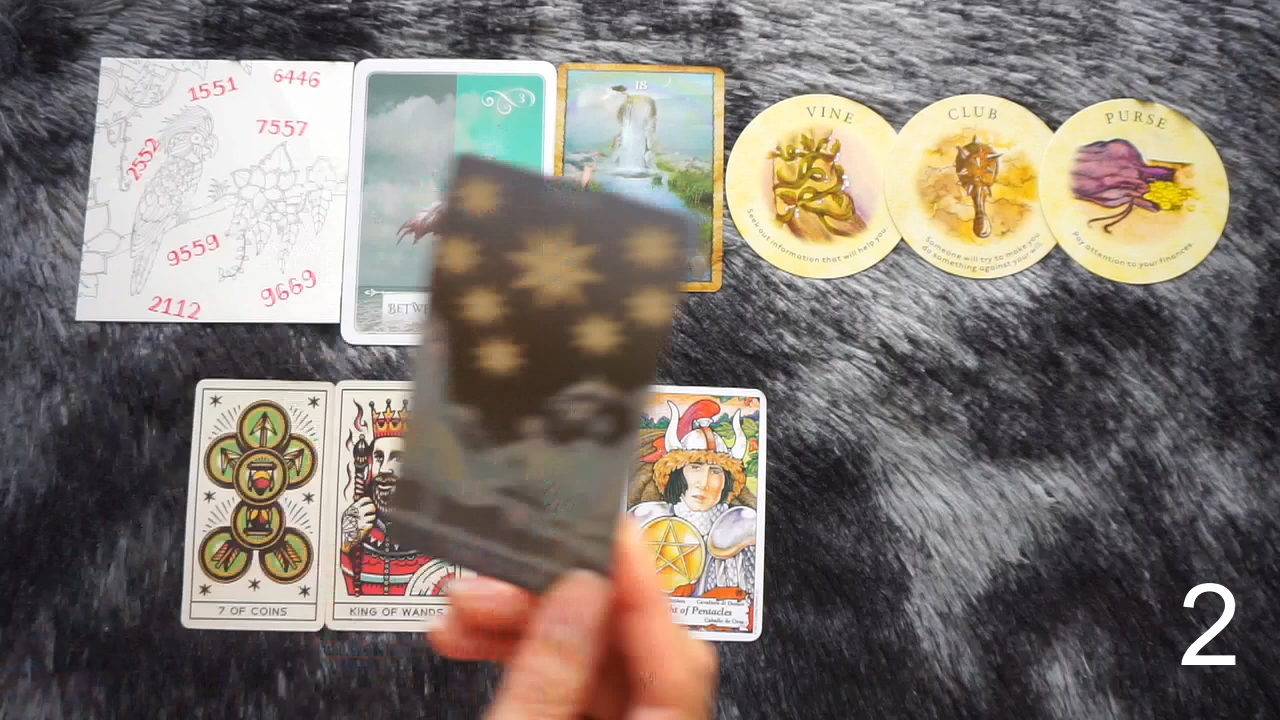 1551
6446
2552
7557
9559
9669
2112
3
BETWE
18
VINE
Seek out information that will help you.
CLUB
Someone will try to make you
do something against your will.
PURSE
Pay attention to your finances.
7 OF COINS
KING OF WANDS
ht of Pentacles
2